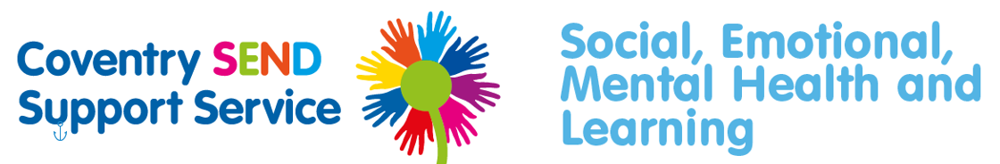 Coventry SEND
Support Service
Social, Emotional,
Mental Health and
Learning